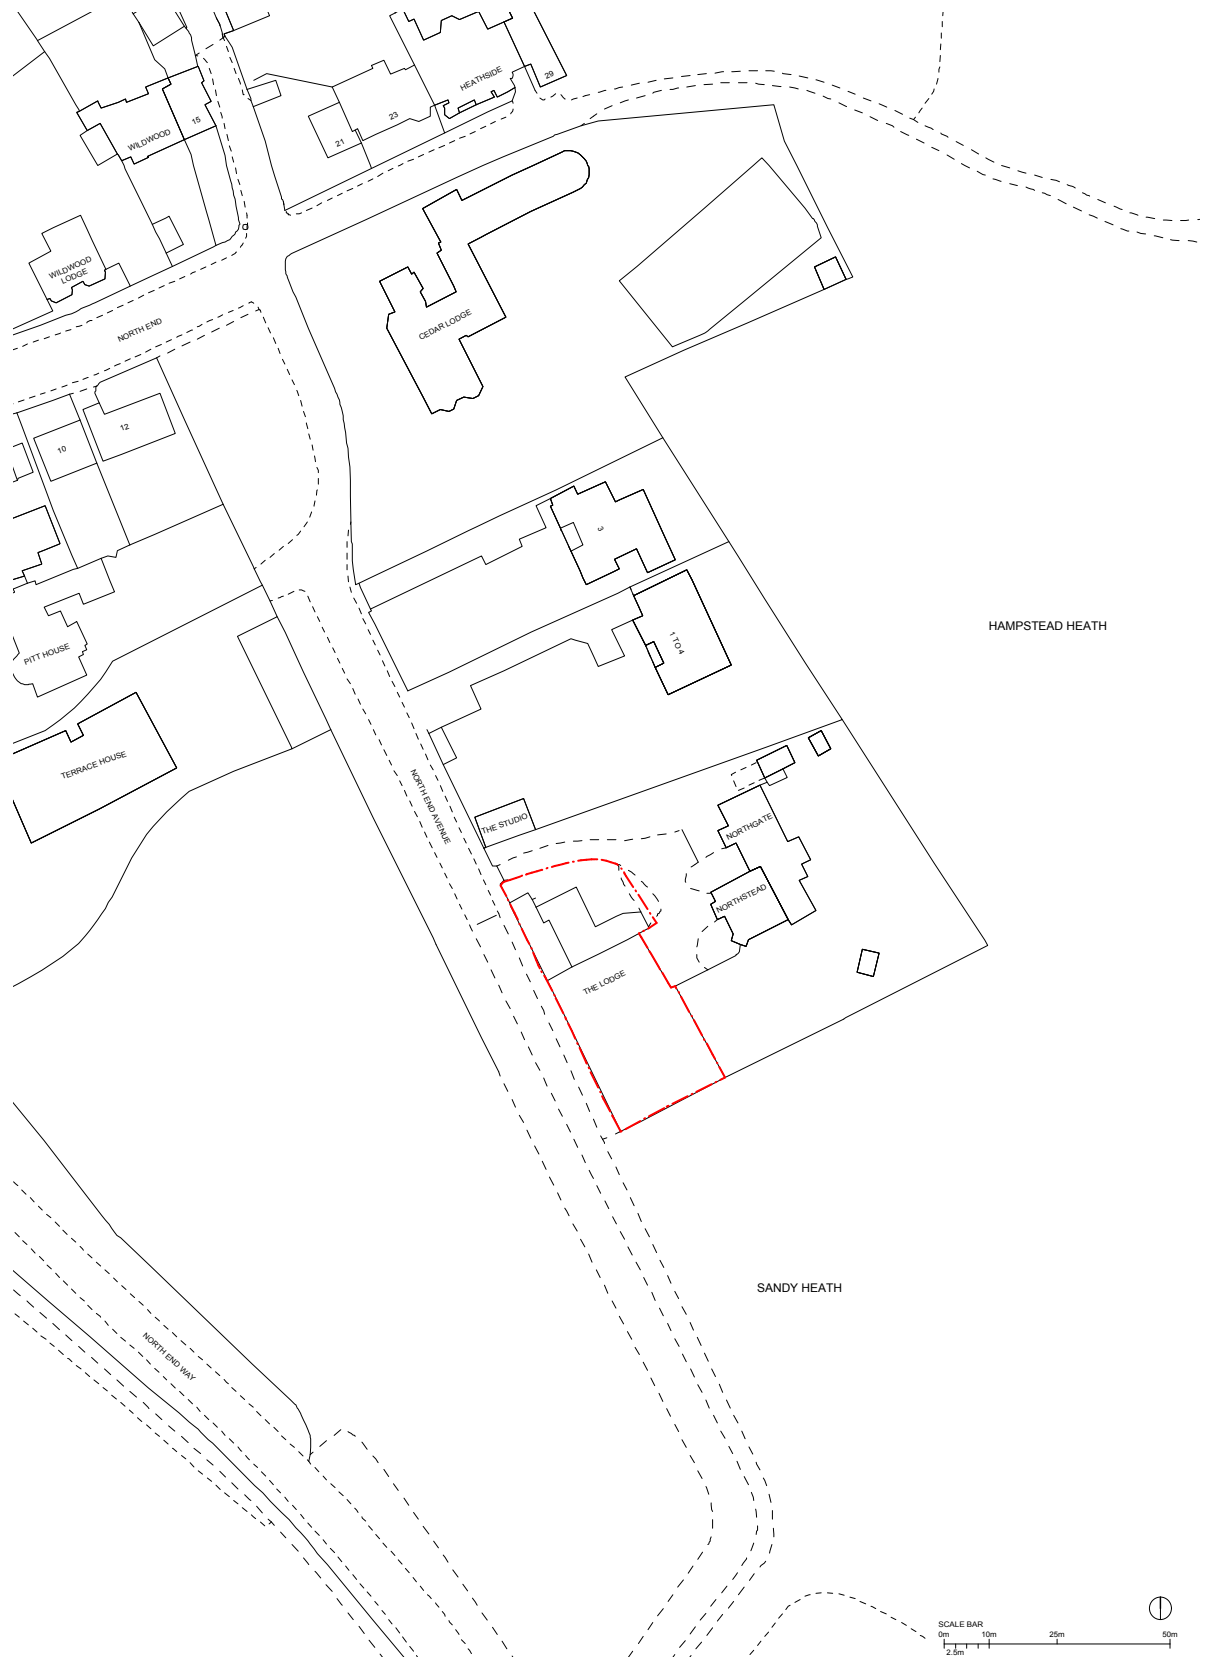 HEATHSIDE
29
23
21
15
WILDWOOD
WILDWOOD
LODGE
NORTH END
CEDAR LODGE
12
10
3
1 TO 4
HAMPSTEAD HEATH
PITT HOUSE
TERRACE HOUSE
NORTH END AVENUE
THE STUDIO
NORTHGATE
NORTHSTEAD
THE LODGE
SANDY HEATH
NORTH END WAY
SCALE BAR
0m 10m 25m 50m
2.5m